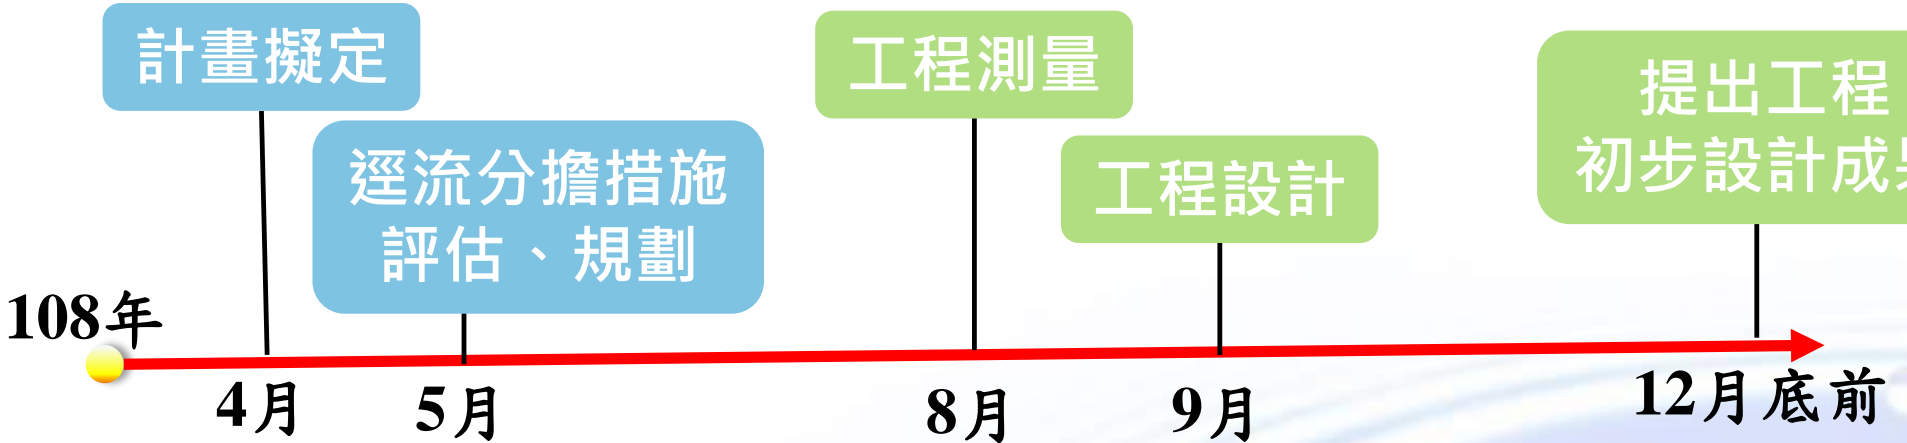 計畫擬定
逕流分擔措施
評估、規劃
工程測量
工程設計
提出工程
初步設計成果
108年
4月
5月
8月
9月
12月底前